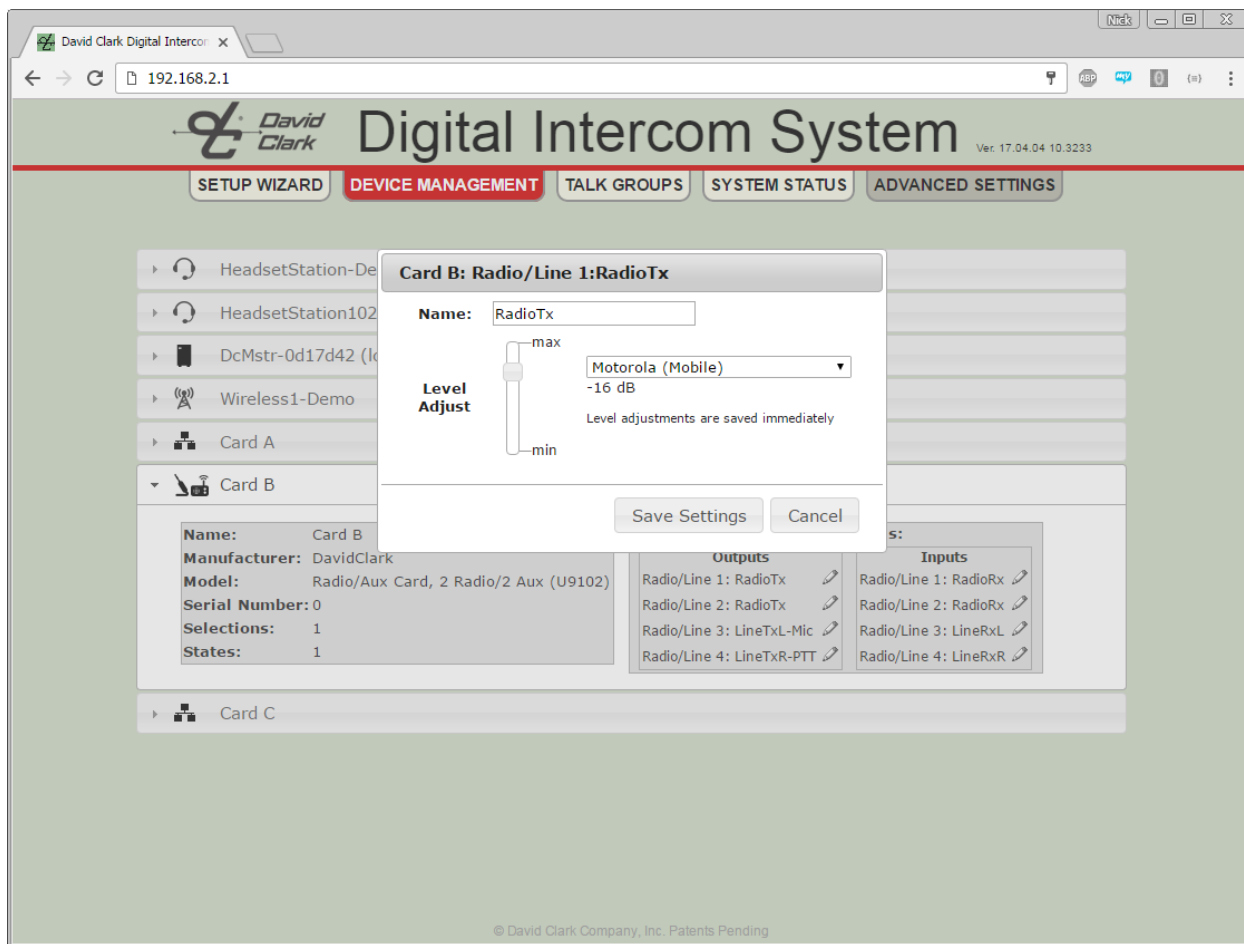 Nick
David Clark Digital Intercor
192.168.2.1
ABP
David Clark
Digital Intercom System
Ver. 17.04.04 10.3233
SETUP WIZARD
DEVICE MANAGEMENT
TALK GROUPS
SYSTEM STATUS
ADVANCED SETTINGS
HeadsetStation-De
HeadsetStation102
DcMstr-0d17d42 (lo
Wireless1-Demo
Card A
Card B
Card B: Radio/Line 1:RadioTx
Name: RadioTx
Level Adjust
max
min
Motorola (Mobile)
-16 dB
Level adjustments are saved immediately
Save Settings
Cancel
Name: Card B
Manufacturer: DavidClark
Model: Radio/Aux Card, 2 Radio/2 Aux (U9102)
Serial Number: 0
Selections: 1
States: 1
s:
Outputs
Radio/Line 1: RadioTx
Radio/Line 2: RadioTx
Radio/Line 3: LineTxL-Mic
Radio/Line 4: LineTxR-PTT
Inputs
Radio/Line 1: RadioRx
Radio/Line 2: RadioRx
Radio/Line 3: LineRxL
Radio/Line 4: LineRxR
Card C
© David Clark Company, Inc. Patents Pending